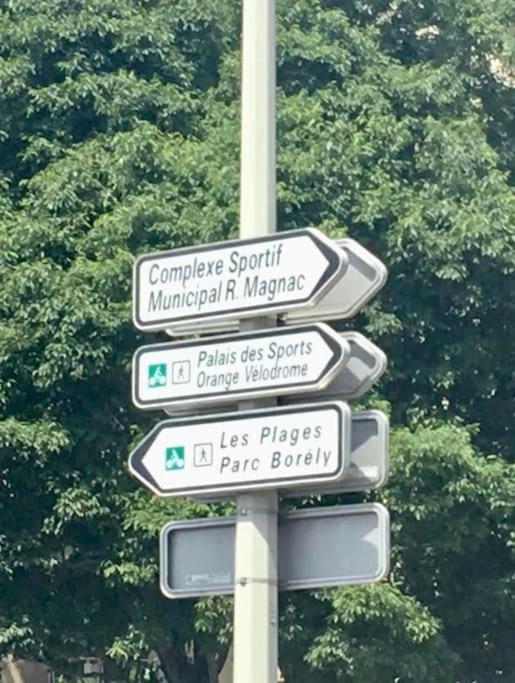 Complexe Sportif
Municipal R. Magnac
Palais des Sports
Orange Vélodrome
Les Plages
Parc Borély